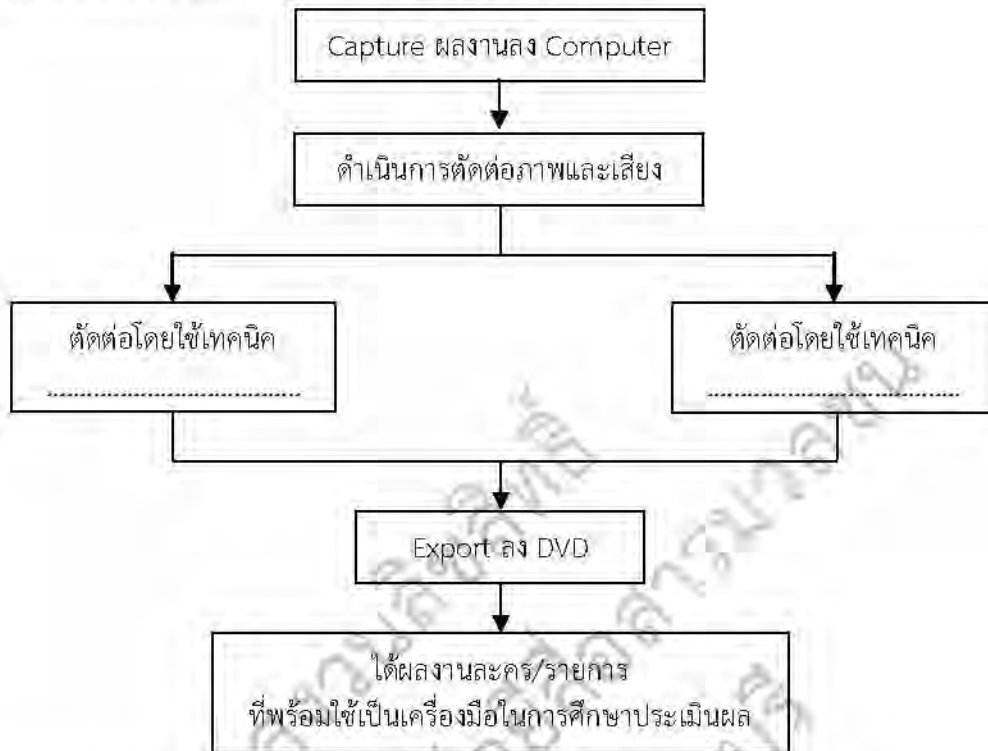 Capture ผลงานลง Computer
ดำเนินการตัดต่อภาพและเสียง
ตัดต่อโดยใช้เทคนิค
....................................
ตัดต่อโดยใช้เทคนิค
....................................
Export ลง DVD
ได้ผลงานละคร/รายการ
ที่พร้อมใช้เป็นเครื่องมือในการศึกษาประเมินผล